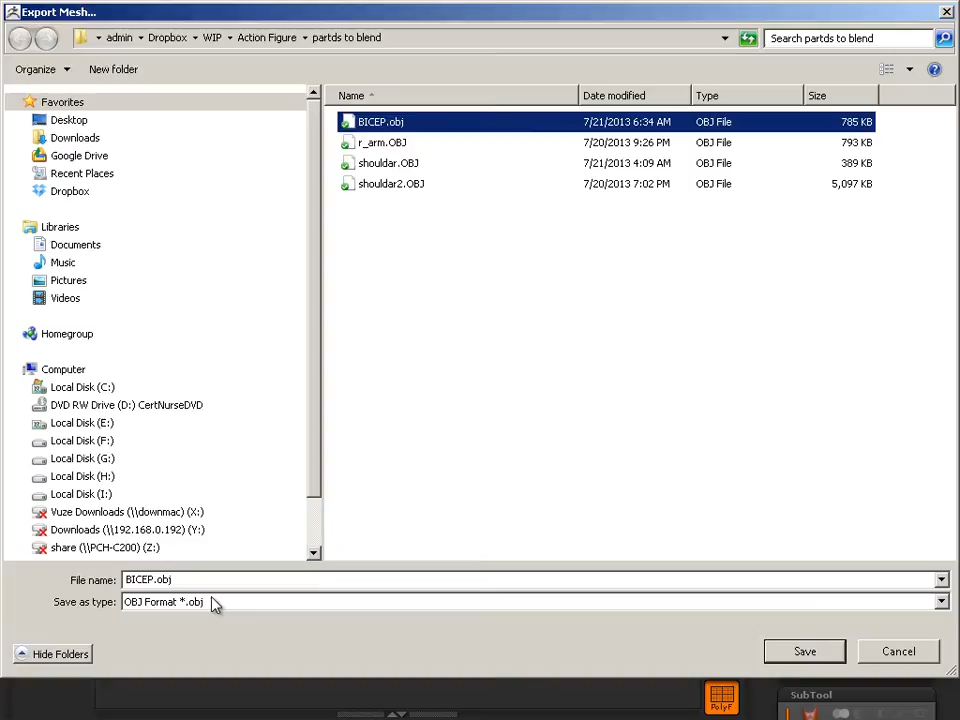 Export Mesh...
admin Dropbox WIP Action Figure partds to blend
Search partds to blend
Organize New folder
Favorites
Desktop
Downloads
Google Drive
Recent Places
Dropbox
Libraries
Documents
Music
Pictures
Videos
Homegroup
Computer
Local Disk (C:)
DVD RW Drive (D:) CertNurseDVD
Local Disk (E:)
Local Disk (F:)
Local Disk (G:)
Local Disk (H:)
Local Disk (I:)
Vuze Downloads (\\downmac) (X:)
Downloads (\\192.168.0.192) (Y:)
share (\\PCH-C200) (Z:)
Name Date modified Type Size
BICEP.obj 7/21/2013 6:34 AM OBJ File 785 KB
r_arm.OBJ 7/20/2013 9:26 PM OBJ File 793 KB
shouldar.OBJ 7/21/2013 4:09 AM OBJ File 389 KB
shouldar2.OBJ 7/20/2013 7:02 PM OBJ File 5,097 KB
File name: BICEP.obj
Save as type: OBJ Format *.obj
Hide Folders Save Cancel
PolyF
SubTool